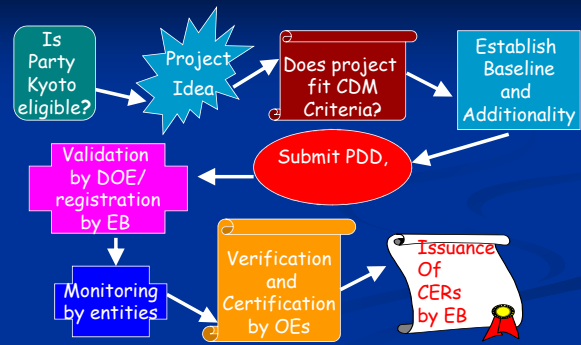 Is
Party
Kyoto
eligible?
Project
Idea
Does project
fit CDM
Criteria?
Establish
Baseline
and
Additionality
Submit PDD,
Validation
by DOE/
registration
by EB
Monitoring
by entities
Verification
and
Certification
by OEs
Issuance
Of
CERs
by EB